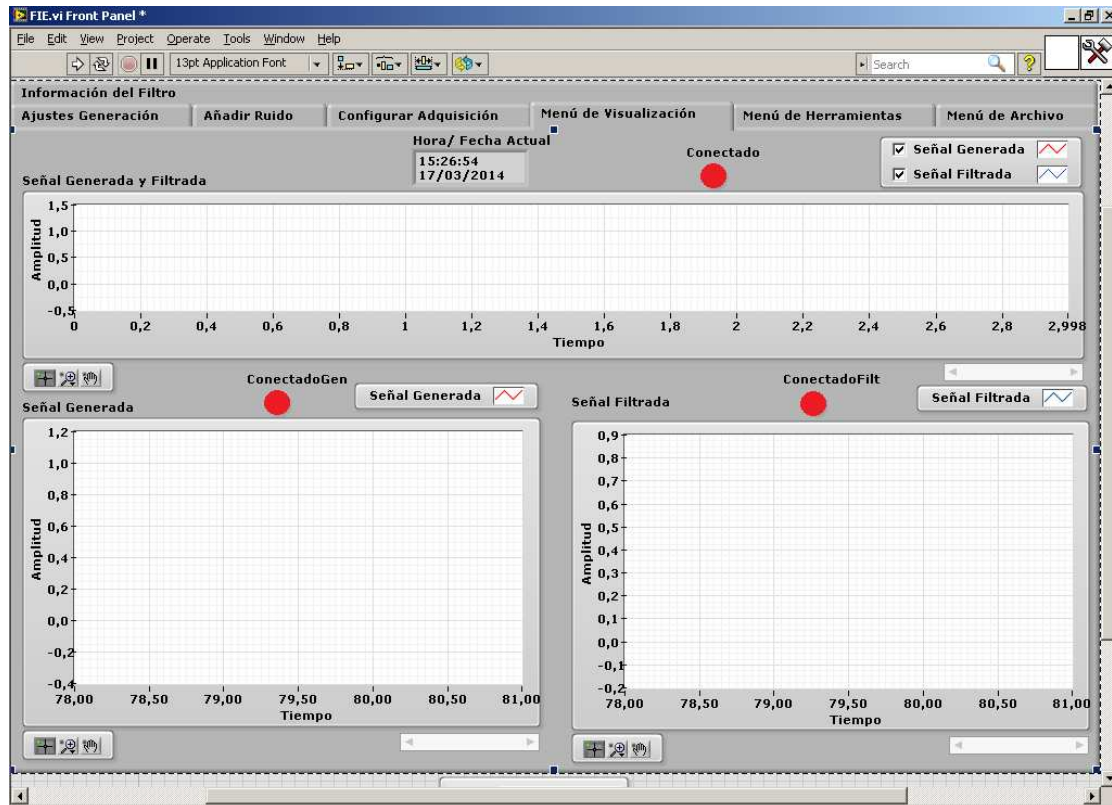 FIE.vi Front Panel *
File Edit View Project Operate Tools Window Help
13pt Application Font
Search
Información del Filtro
Ajustes Generación Añadir Ruido Configurar Adquisición Menú de Visualización Menú de Herramientas Menú de Archivo
Hora/ Fecha Actual
15:26:54
17/03/2014
Conectado
Señal Generada
Señal Filtrada
Señal Generada y Filtrada
Amplitud
1,5
1,0
0,5
0,0
-0,5
0 0,2 0,4 0,6 0,8 1 1,2 1,4 1,6 1,8 2 2,2 2,4 2,6 2,8 2,998
Tiempo
ConectadoGen
Señal Generada
Señal Generada
Amplitud
1,2
1,0
0,8
0,6
0,4
0,2
0,0
-0,2
-0,4
78,00 78,50 79,00 79,50 80,00 80,50 81,00
Tiempo
ConectadoFilt
Señal Filtrada
Señal Filtrada
Amplitud
0,9
0,8
0,7
0,6
0,5
0,4
0,3
0,2
0,1
0,0
-0,1
-0,2
78,00 78,50 79,00 79,50 80,00 80,50 81,00
Tiempo